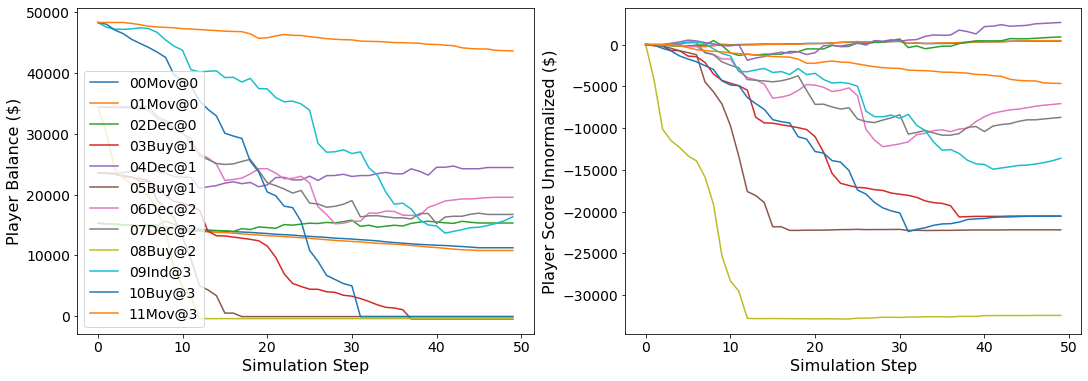 Player Balance ($)
50000
40000
30000
20000
10000
0
00Mov@0
01Mov@0
02Dec@0
03Buy@1
04Dec@1
05Buy@1
06Dec@2
07Dec@2
08Buy@2
09Ind@3
10Buy@3
11Mov@3
0 10 20 30 40 50
Simulation Step
Player Score Unnormalized ($)
0
−5000
−10000
−15000
−20000
−25000
−30000
0 10 20 30 40 50
Simulation Step